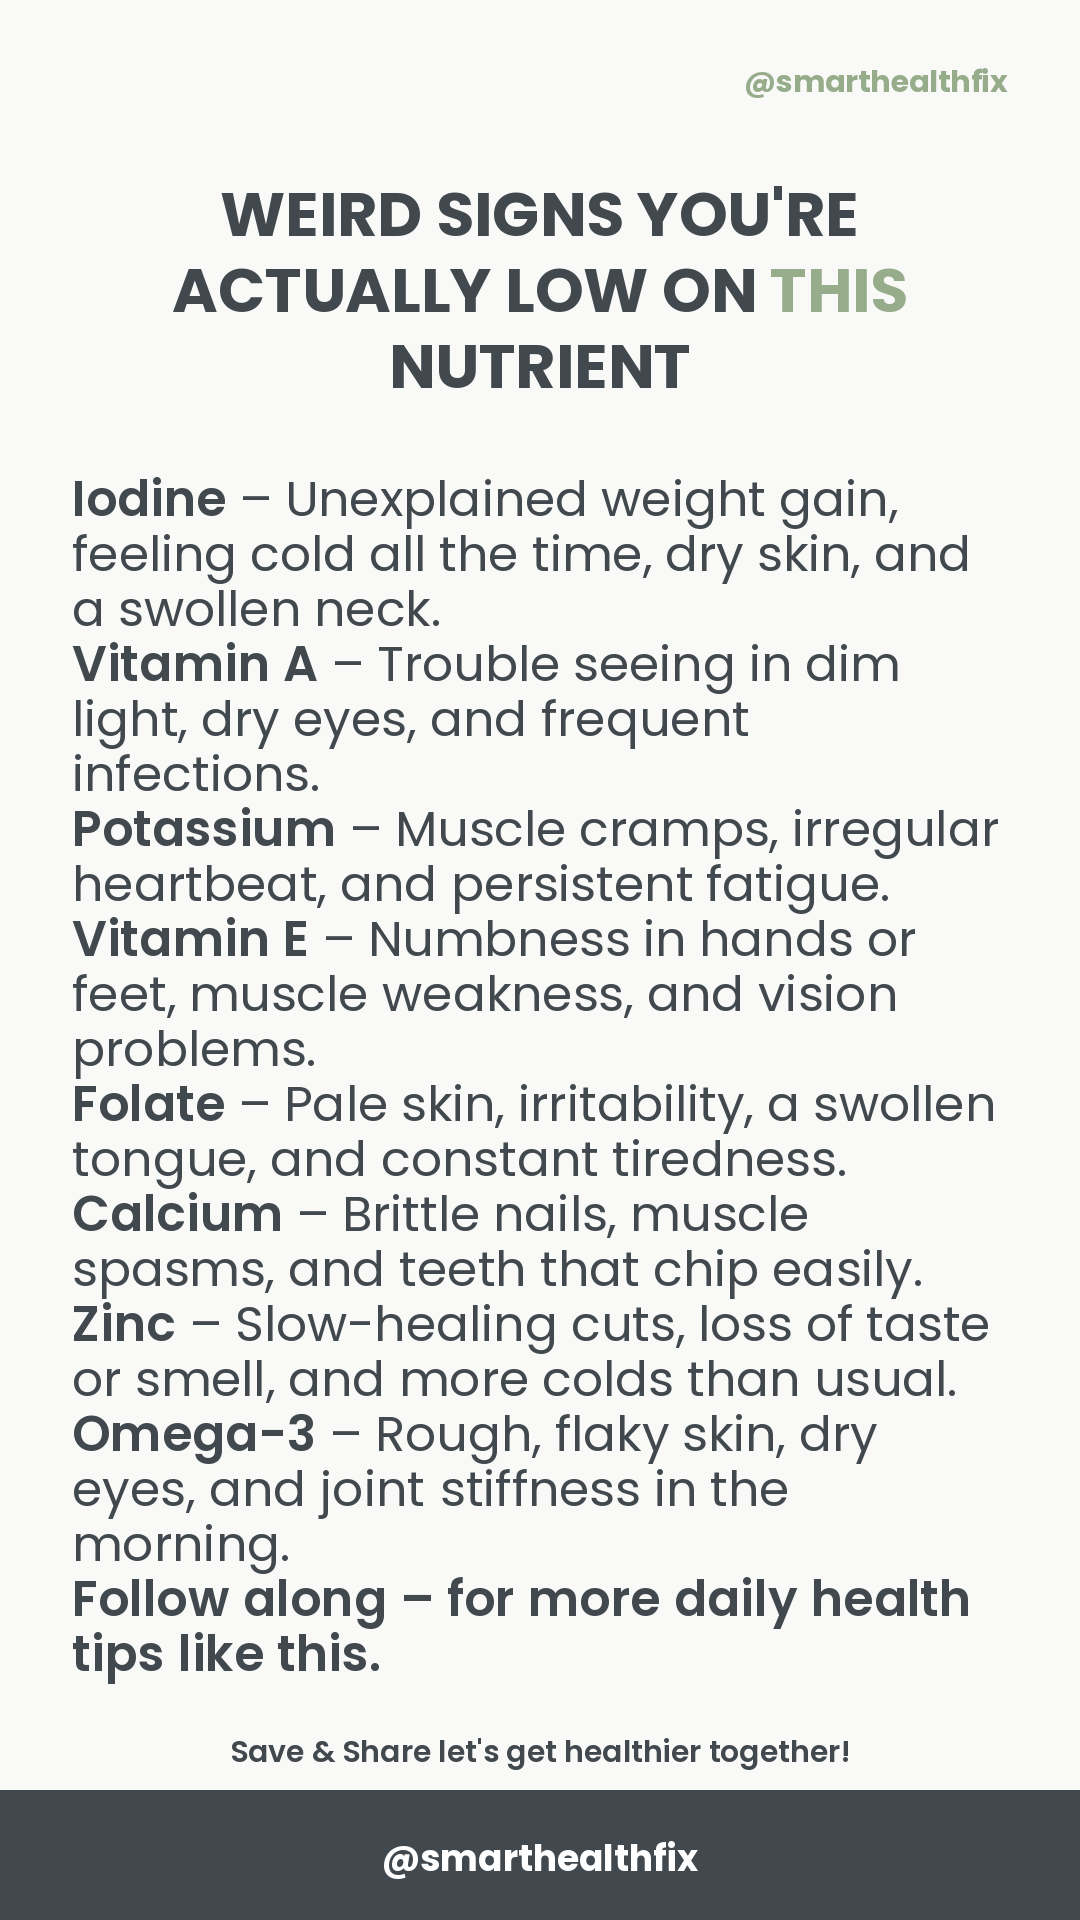 @smarthealthfix
WEIRD SIGNS YOU'RE
ACTUALLY LOW ON THIS
NUTRIENT
Iodine – Unexplained weight gain,
feeling cold all the time, dry skin, and
a swollen neck.
Vitamin A – Trouble seeing in dim
light, dry eyes, and frequent
infections.
Potassium – Muscle cramps, irregular
heartbeat, and persistent fatigue.
Vitamin E – Numbness in hands or
feet, muscle weakness, and vision
problems.
Folate – Pale skin, irritability, a swollen
tongue, and constant tiredness.
Calcium – Brittle nails, muscle
spasms, and teeth that chip easily.
Zinc – Slow-healing cuts, loss of taste
or smell, and more colds than usual.
Omega-3 – Rough, flaky skin, dry
eyes, and joint stiffness in the
morning.
Follow along – for more daily health
tips like this.
Save & Share let's get healthier together!
@smarthealthfix